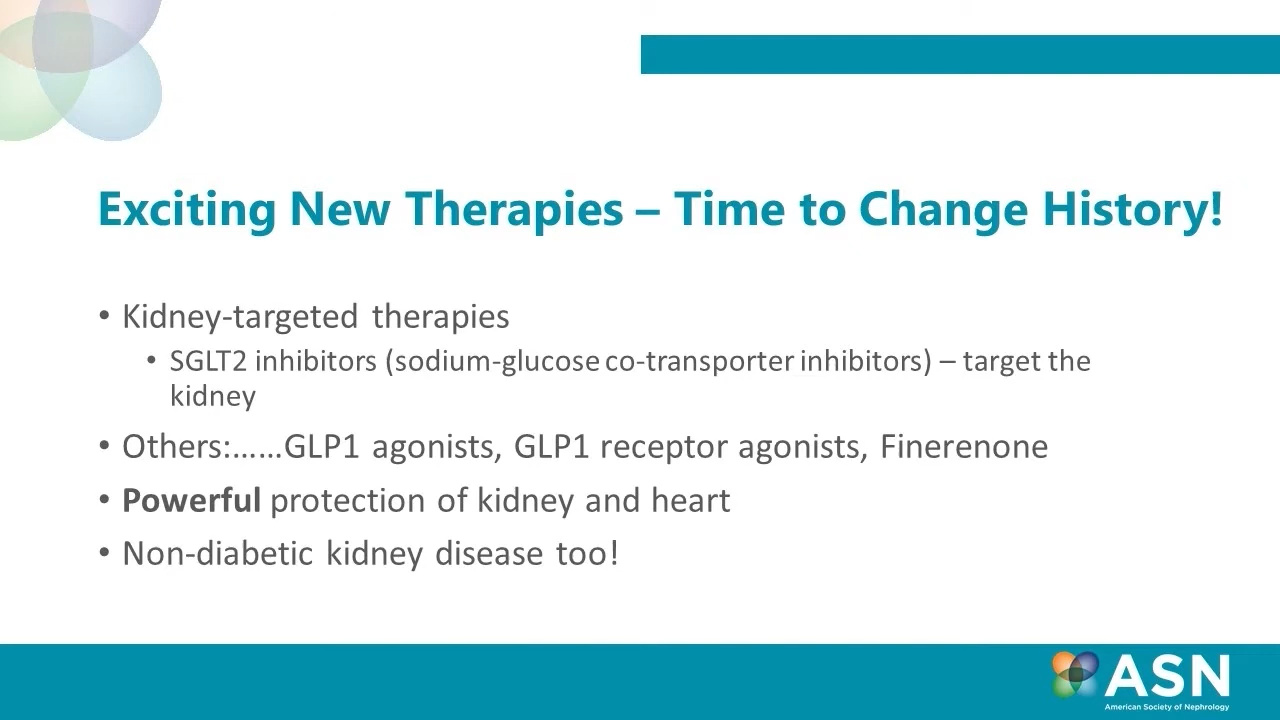 Exciting New Therapies – Time to Change History!
• Kidney-targeted therapies
• SGLT2 inhibitors (sodium-glucose co-transporter inhibitors) – target the
kidney
• Others:......GLP1 agonists, GLP1 receptor agonists, Finerenone
• Powerful protection of kidney and heart
• Non-diabetic kidney disease too!
ASN
American Society of Nephrology